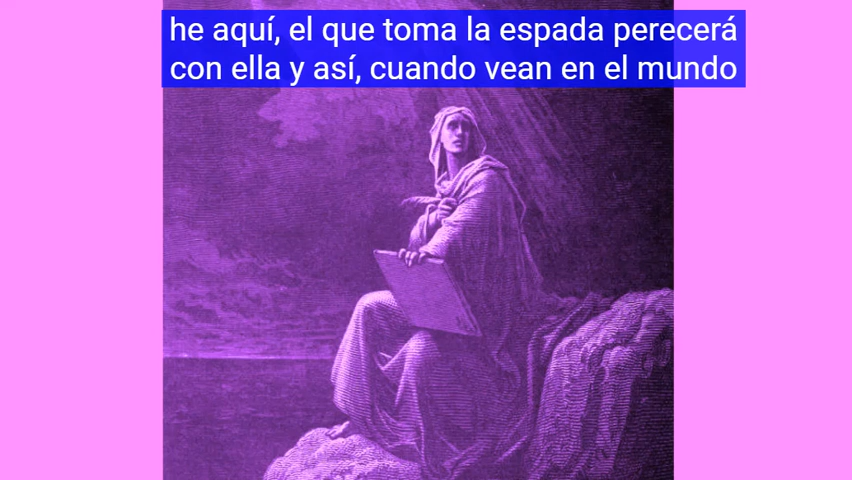 he aquí, el que toma la espada perecerá
con ella y así, cuando vean en el mundo